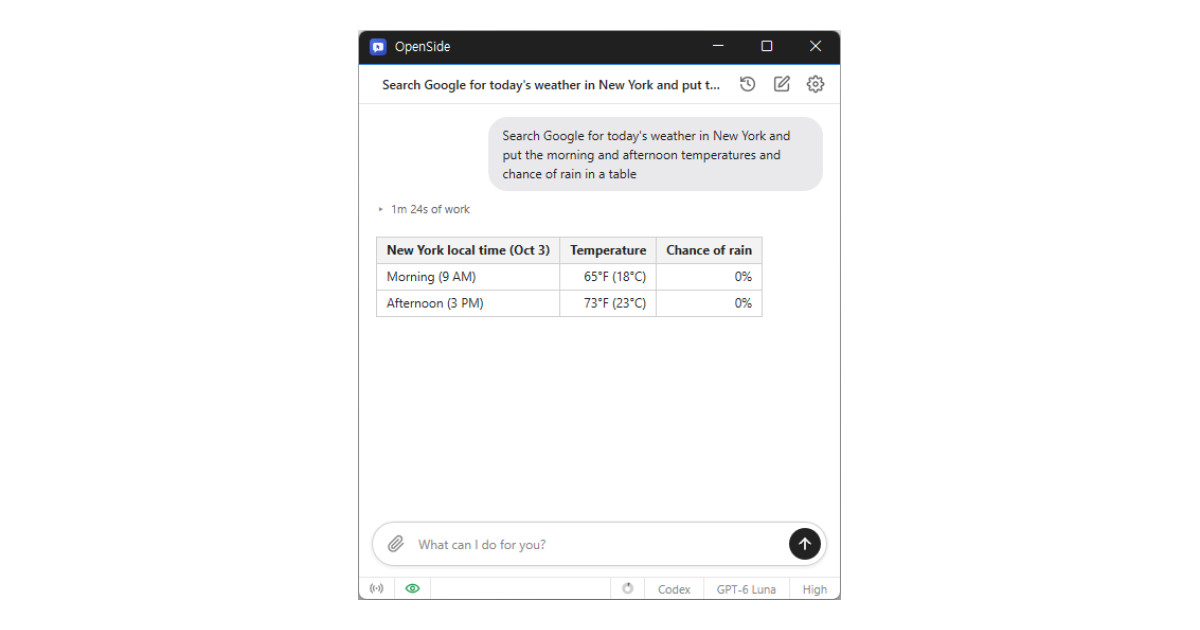 OpenSide
Search Google for today's weather in New York and put t...
Search Google for today's weather in New York and
put the morning and afternoon temperatures and
chance of rain in a table
1m 24s of work
New York local time (Oct 3) Temperature Chance of rain
Morning (9 AM) 65°F (18°C) 0%
Afternoon (3 PM) 73°F (23°C) 0%
What can I do for you?
Codex GPT-6 Luna High